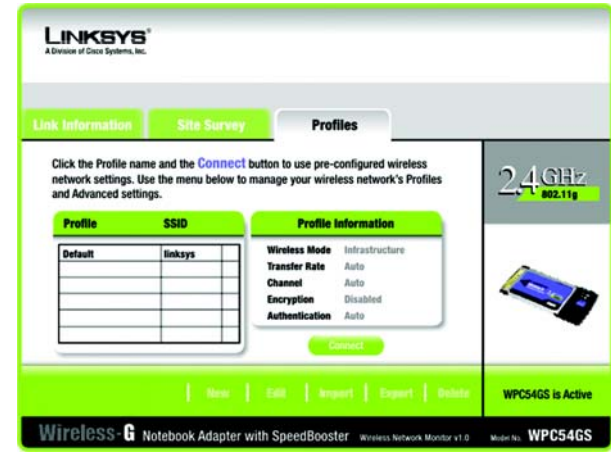 LINKSYS®
A Division of Cisco Systems, Inc.
Link Information Site Survey Profiles
Click the Profile name and the Connect button to use pre-configured wireless
network settings. Use the menu below to manage your wireless network's Profiles
and Advanced settings.
2.4GHz
802.11g
Profile SSID
Default linksys
Profile Information
Wireless Mode Infrastructure
Transfer Rate Auto
Channel Auto
Encryption Disabled
Authentication Auto
Connect
New Edit Import Export Delete
WPC54GS is Active
Wireless-G Notebook Adapter with SpeedBooster Wireless Network Monitor v1.0 Model No. WPC54GS